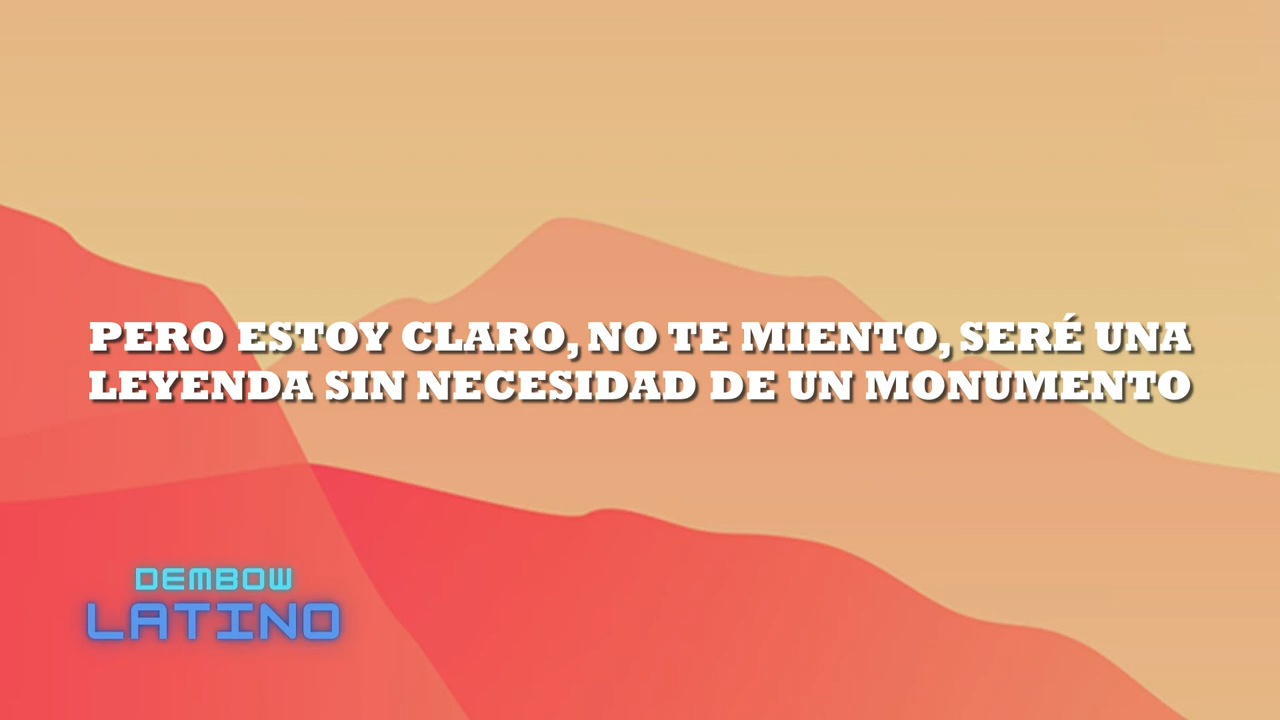 PERO ESTOY CLARO, NO TE MIENTO, SERÉ UNA
LEYENDA SIN NECESIDAD DE UN MONUMENTO
DEMBOW
LATINO